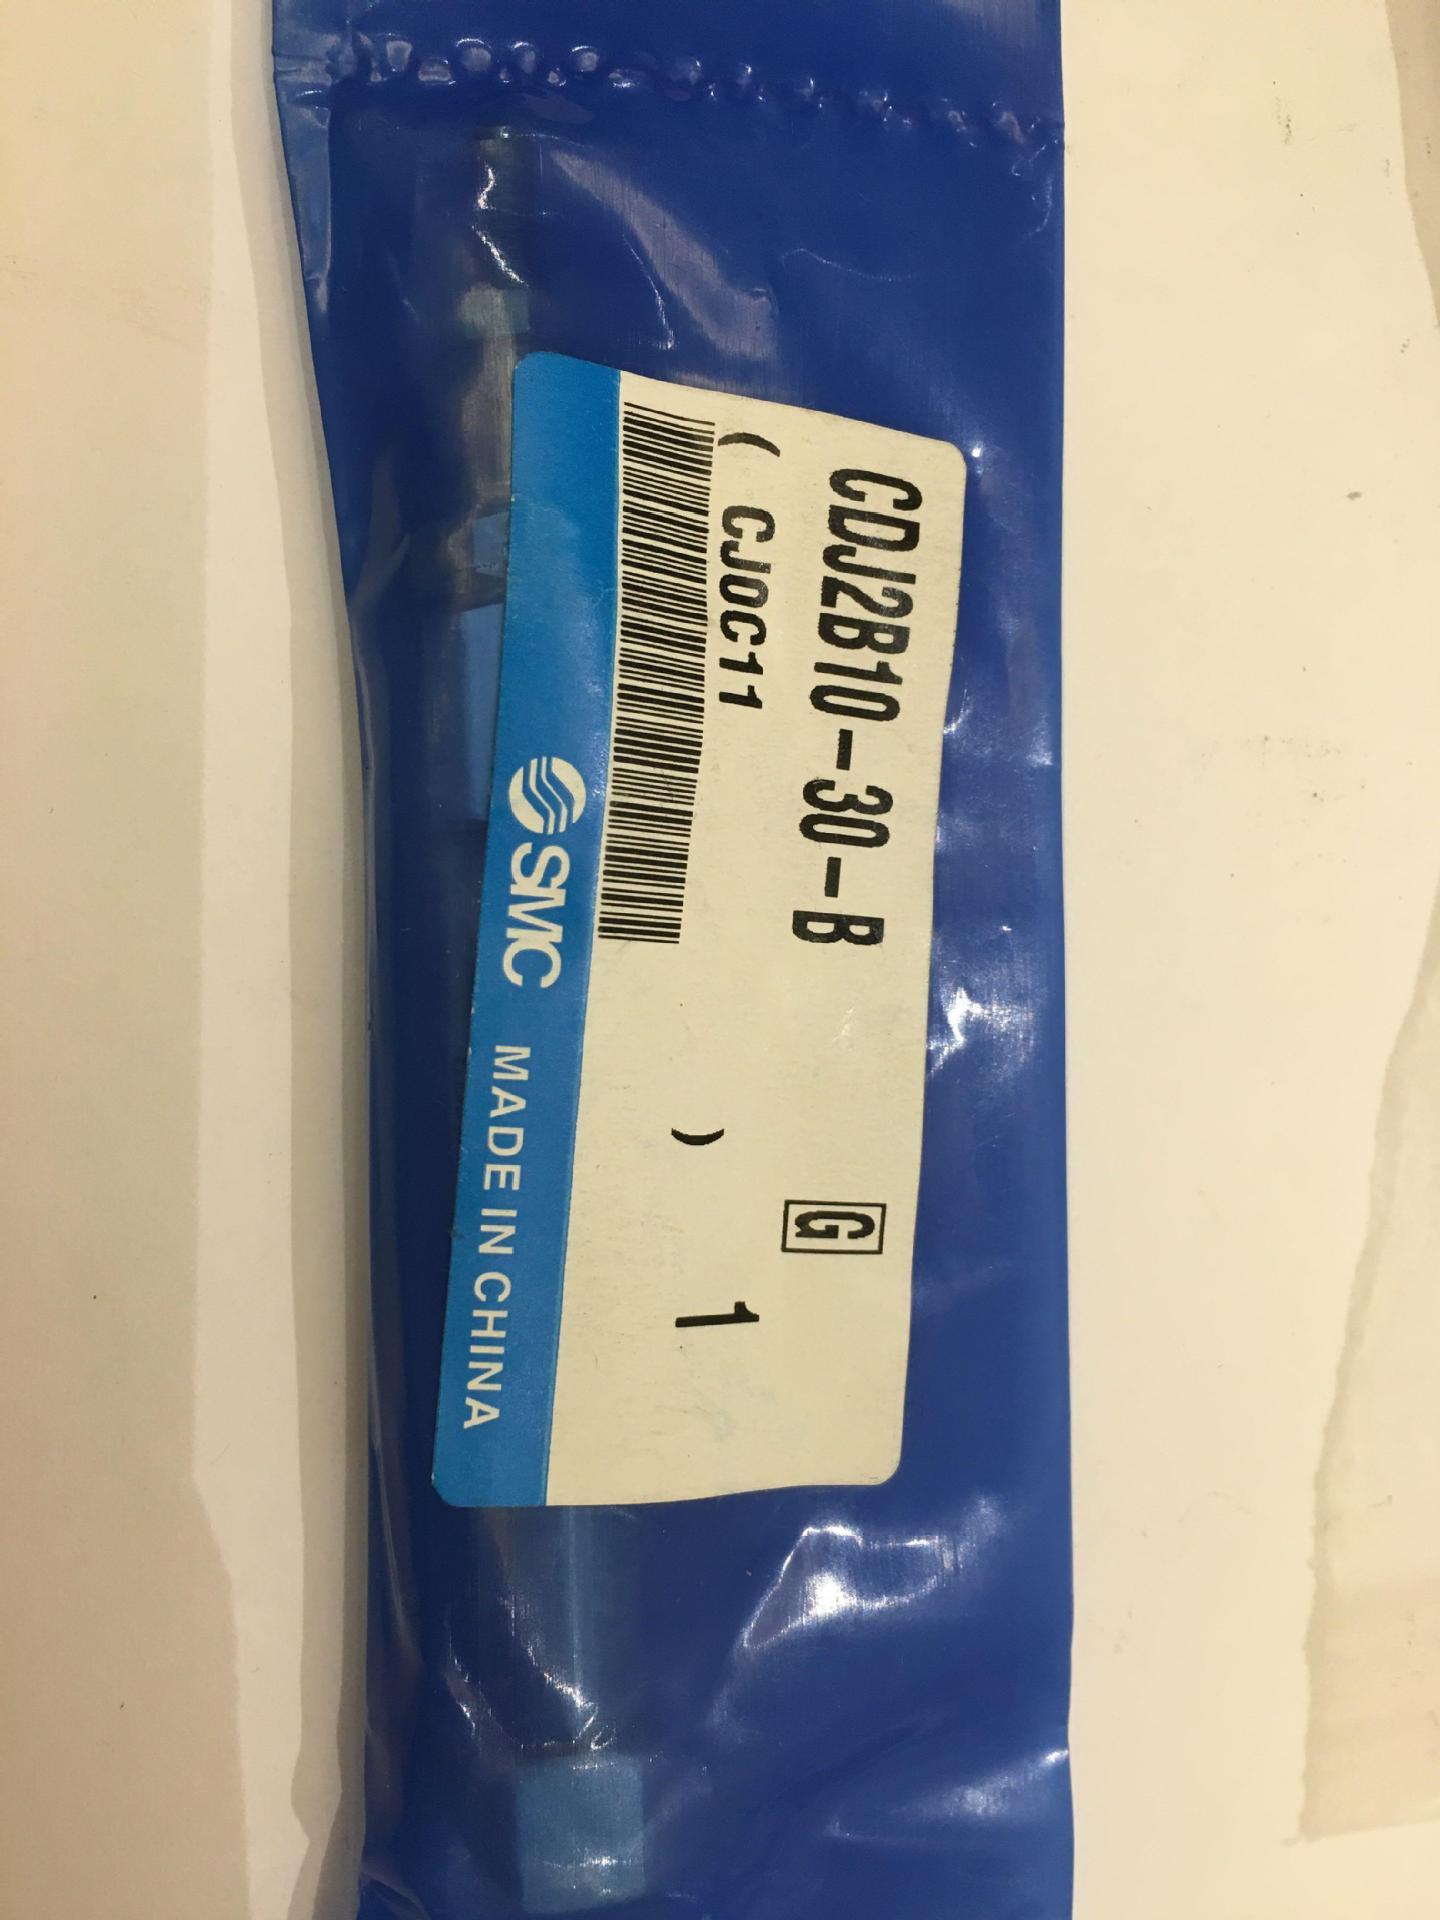 CDJ2B10-30-B G
( CJ0C11 ) 1
SMC MADE IN CHINA